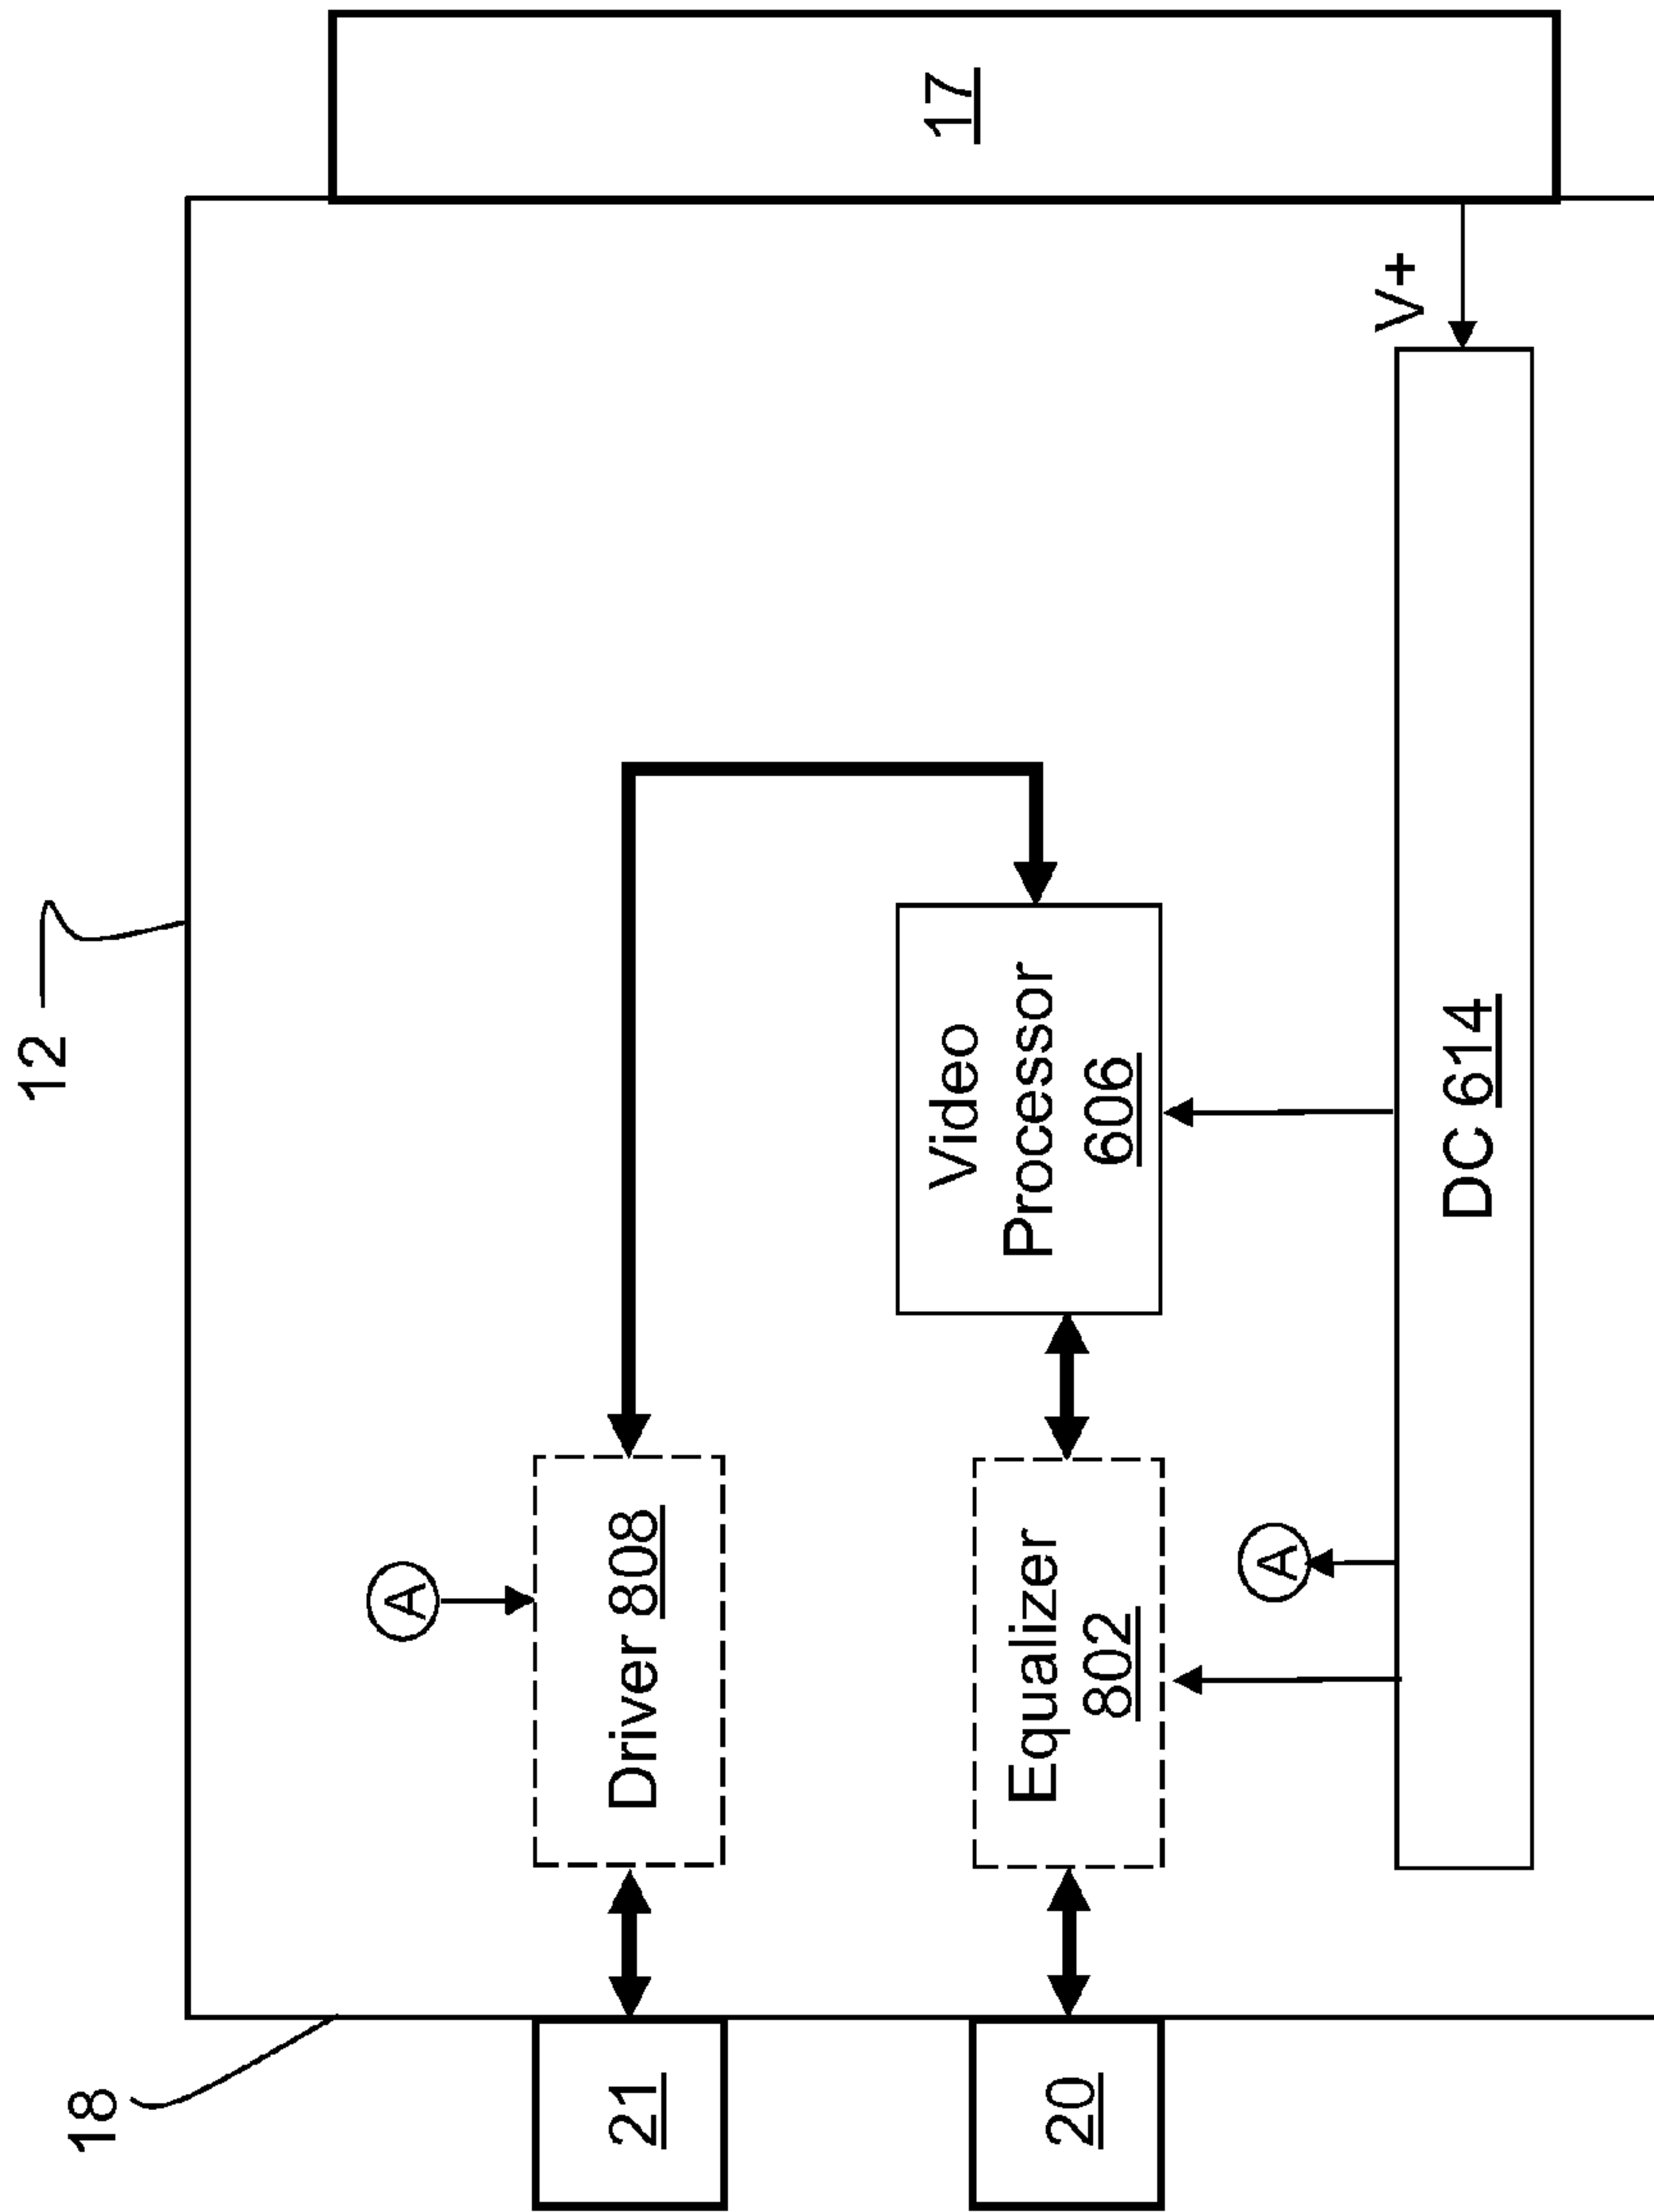 12
18
21
Driver 808
A
20
Equalizer
802
Video
Processor
606
A
DC 614
V+
17